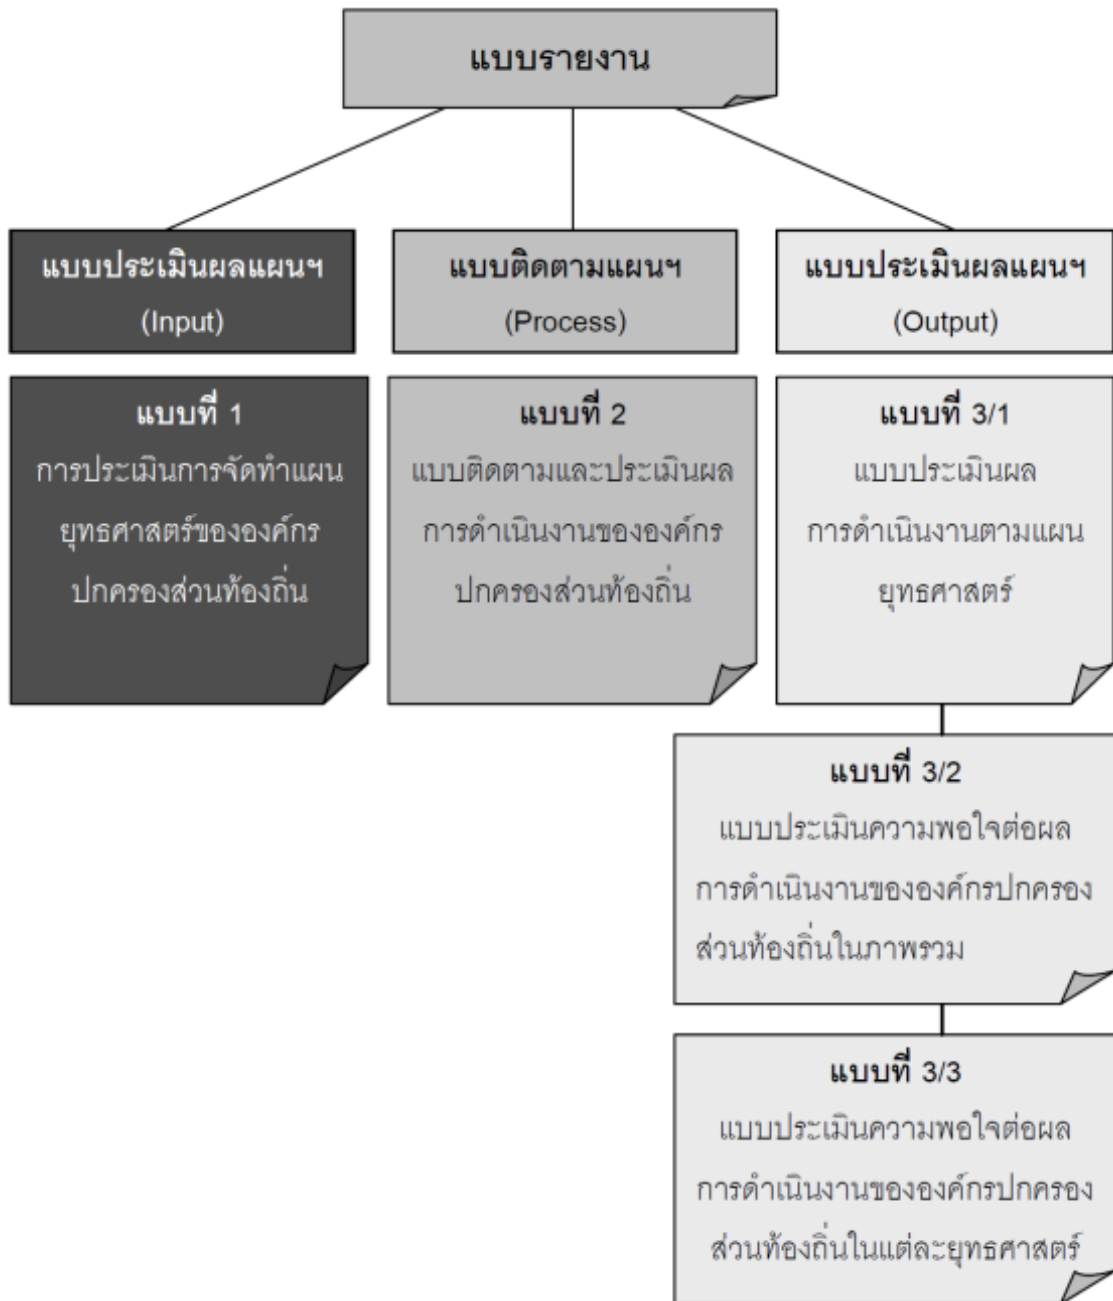 แบบรายงาน
แบบประเมินผลแผนฯ
(Input)
แบบติดตามแผนฯ
(Process)
แบบประเมินผลแผนฯ
(Output)
แบบที่ 1
การประเมินการจัดทำแผน
ยุทธศาสตร์ขององค์กร
ปกครองส่วนท้องถิ่น
แบบที่ 2
แบบติดตามและประเมินผล
การดำเนินงานขององค์กร
ปกครองส่วนท้องถิ่น
แบบที่ 3/1
แบบประเมินผล
การดำเนินงานตามแผน
ยุทธศาสตร์
แบบที่ 3/2
แบบประเมินความพอใจต่อผล
การดำเนินงานขององค์กรปกครอง
ส่วนท้องถิ่นในภาพรวม
แบบที่ 3/3
แบบประเมินความพอใจต่อผล
การดำเนินงานขององค์กรปกครอง
ส่วนท้องถิ่นในแต่ละยุทธศาสตร์